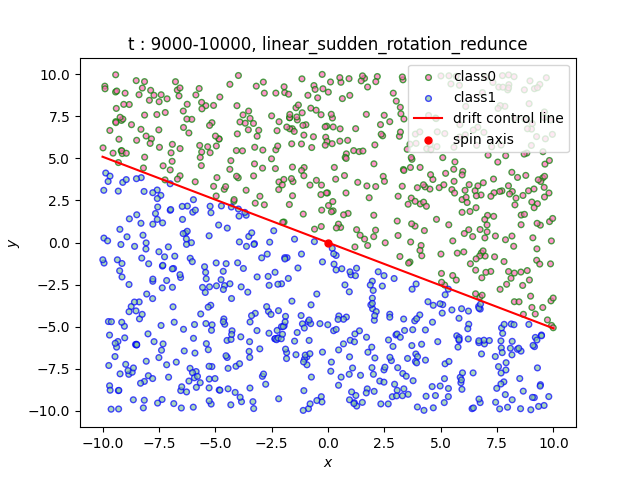 t : 9000-10000, linear_sudden_rotation_redunce
class0
class1
drift control line
spin axis
10.0
7.5
5.0
2.5
0.0
−2.5
−5.0
−7.5
−10.0
y
−10.0 −7.5 −5.0 −2.5 0.0 2.5 5.0 7.5 10.0
x